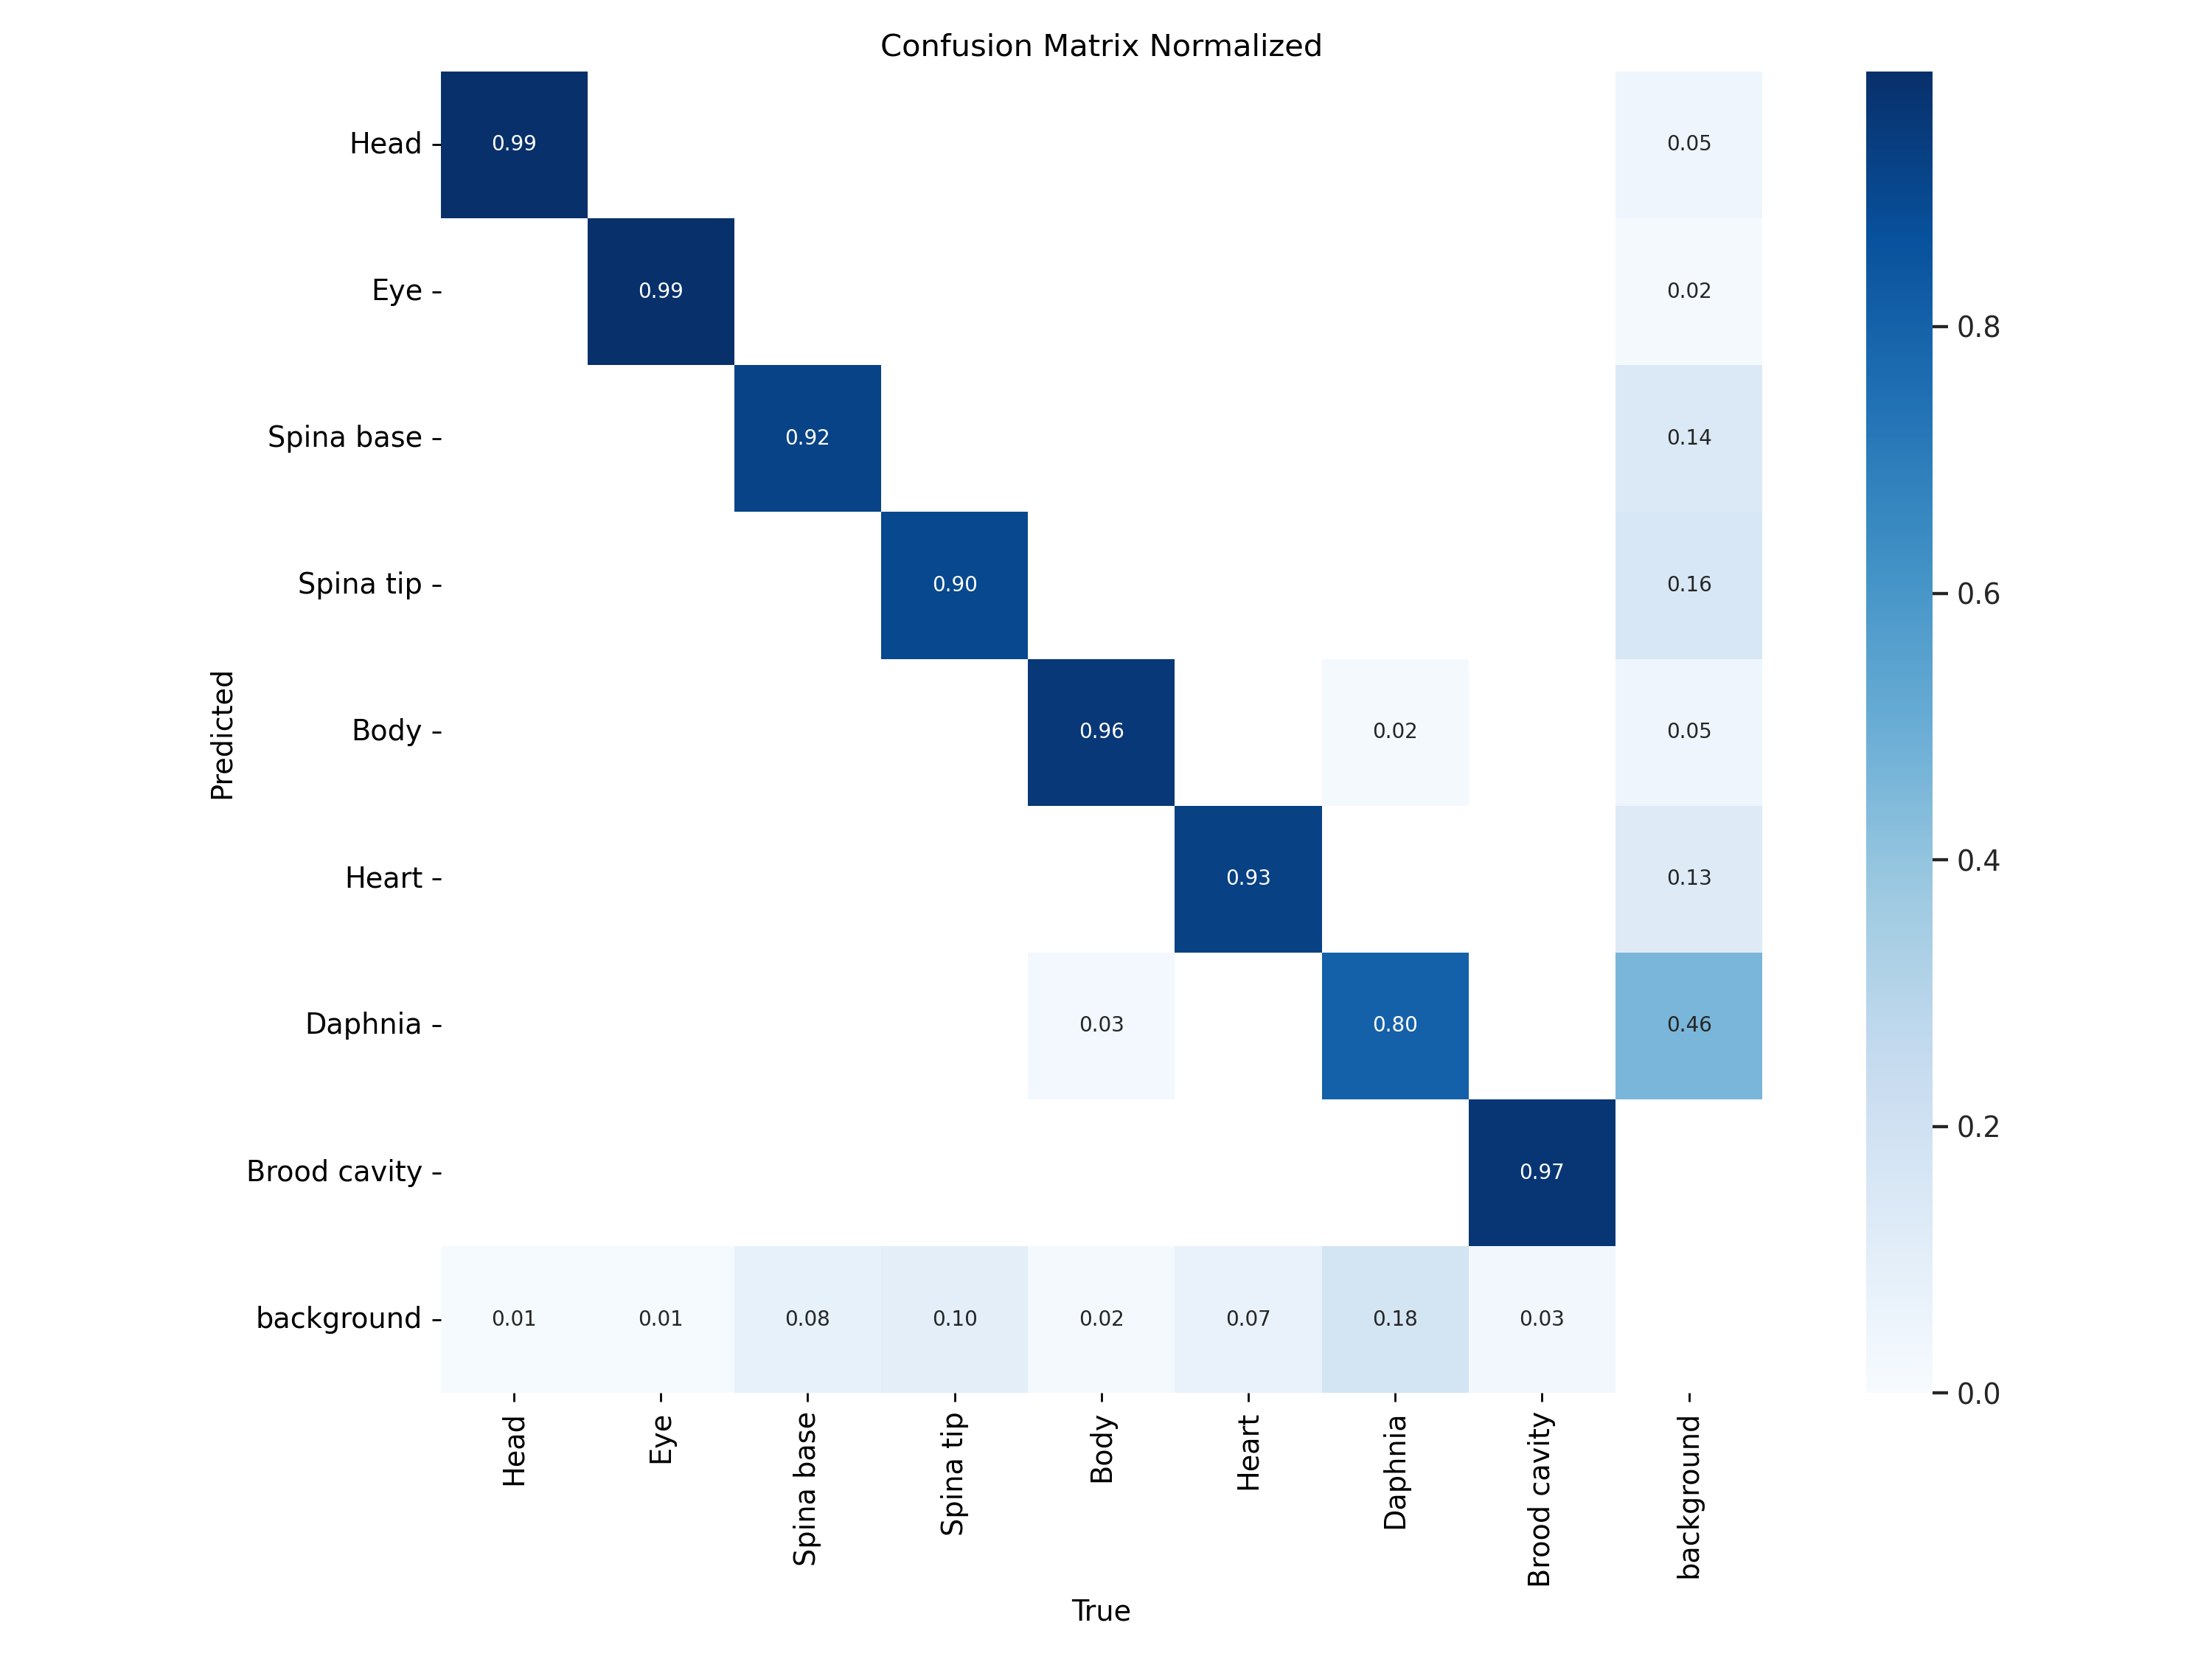 Confusion Matrix Normalized
Head 0.99 0.05
Eye 0.99 0.02
0.8
Spina base 0.92 0.14
Spina tip 0.90 0.16
0.6
Predicted
Body 0.96 0.02 0.05
0.4
Heart 0.93 0.13
Daphnia 0.03 0.80 0.46
0.2
Brood cavity 0.97
background 0.01 0.01 0.08 0.10 0.02 0.07 0.18 0.03
0.0
Head
Eye
Spina base
Spina tip
Body
Heart
Daphnia
Brood cavity
background
True